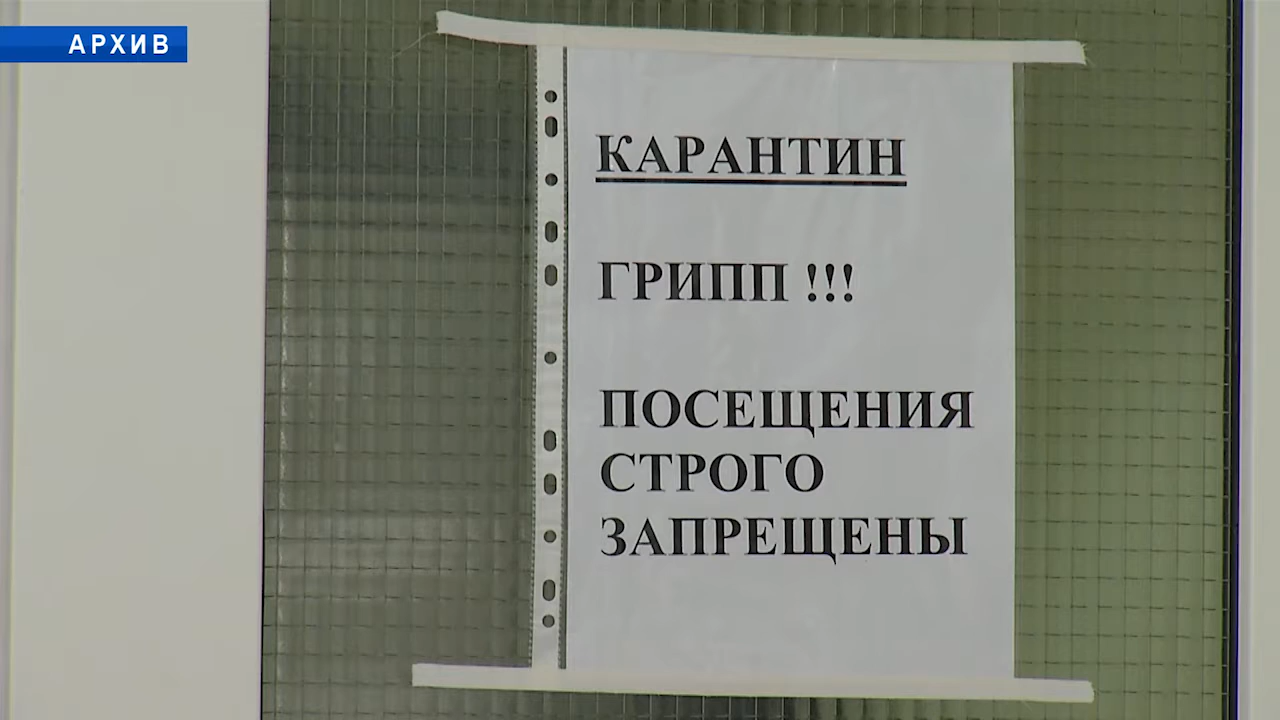 АРХИВ
КАРАНТИН
ГРИПП !!!
ПОСЕЩЕНИЯ
СТРОГО
ЗАПРЕЩЕНЫ